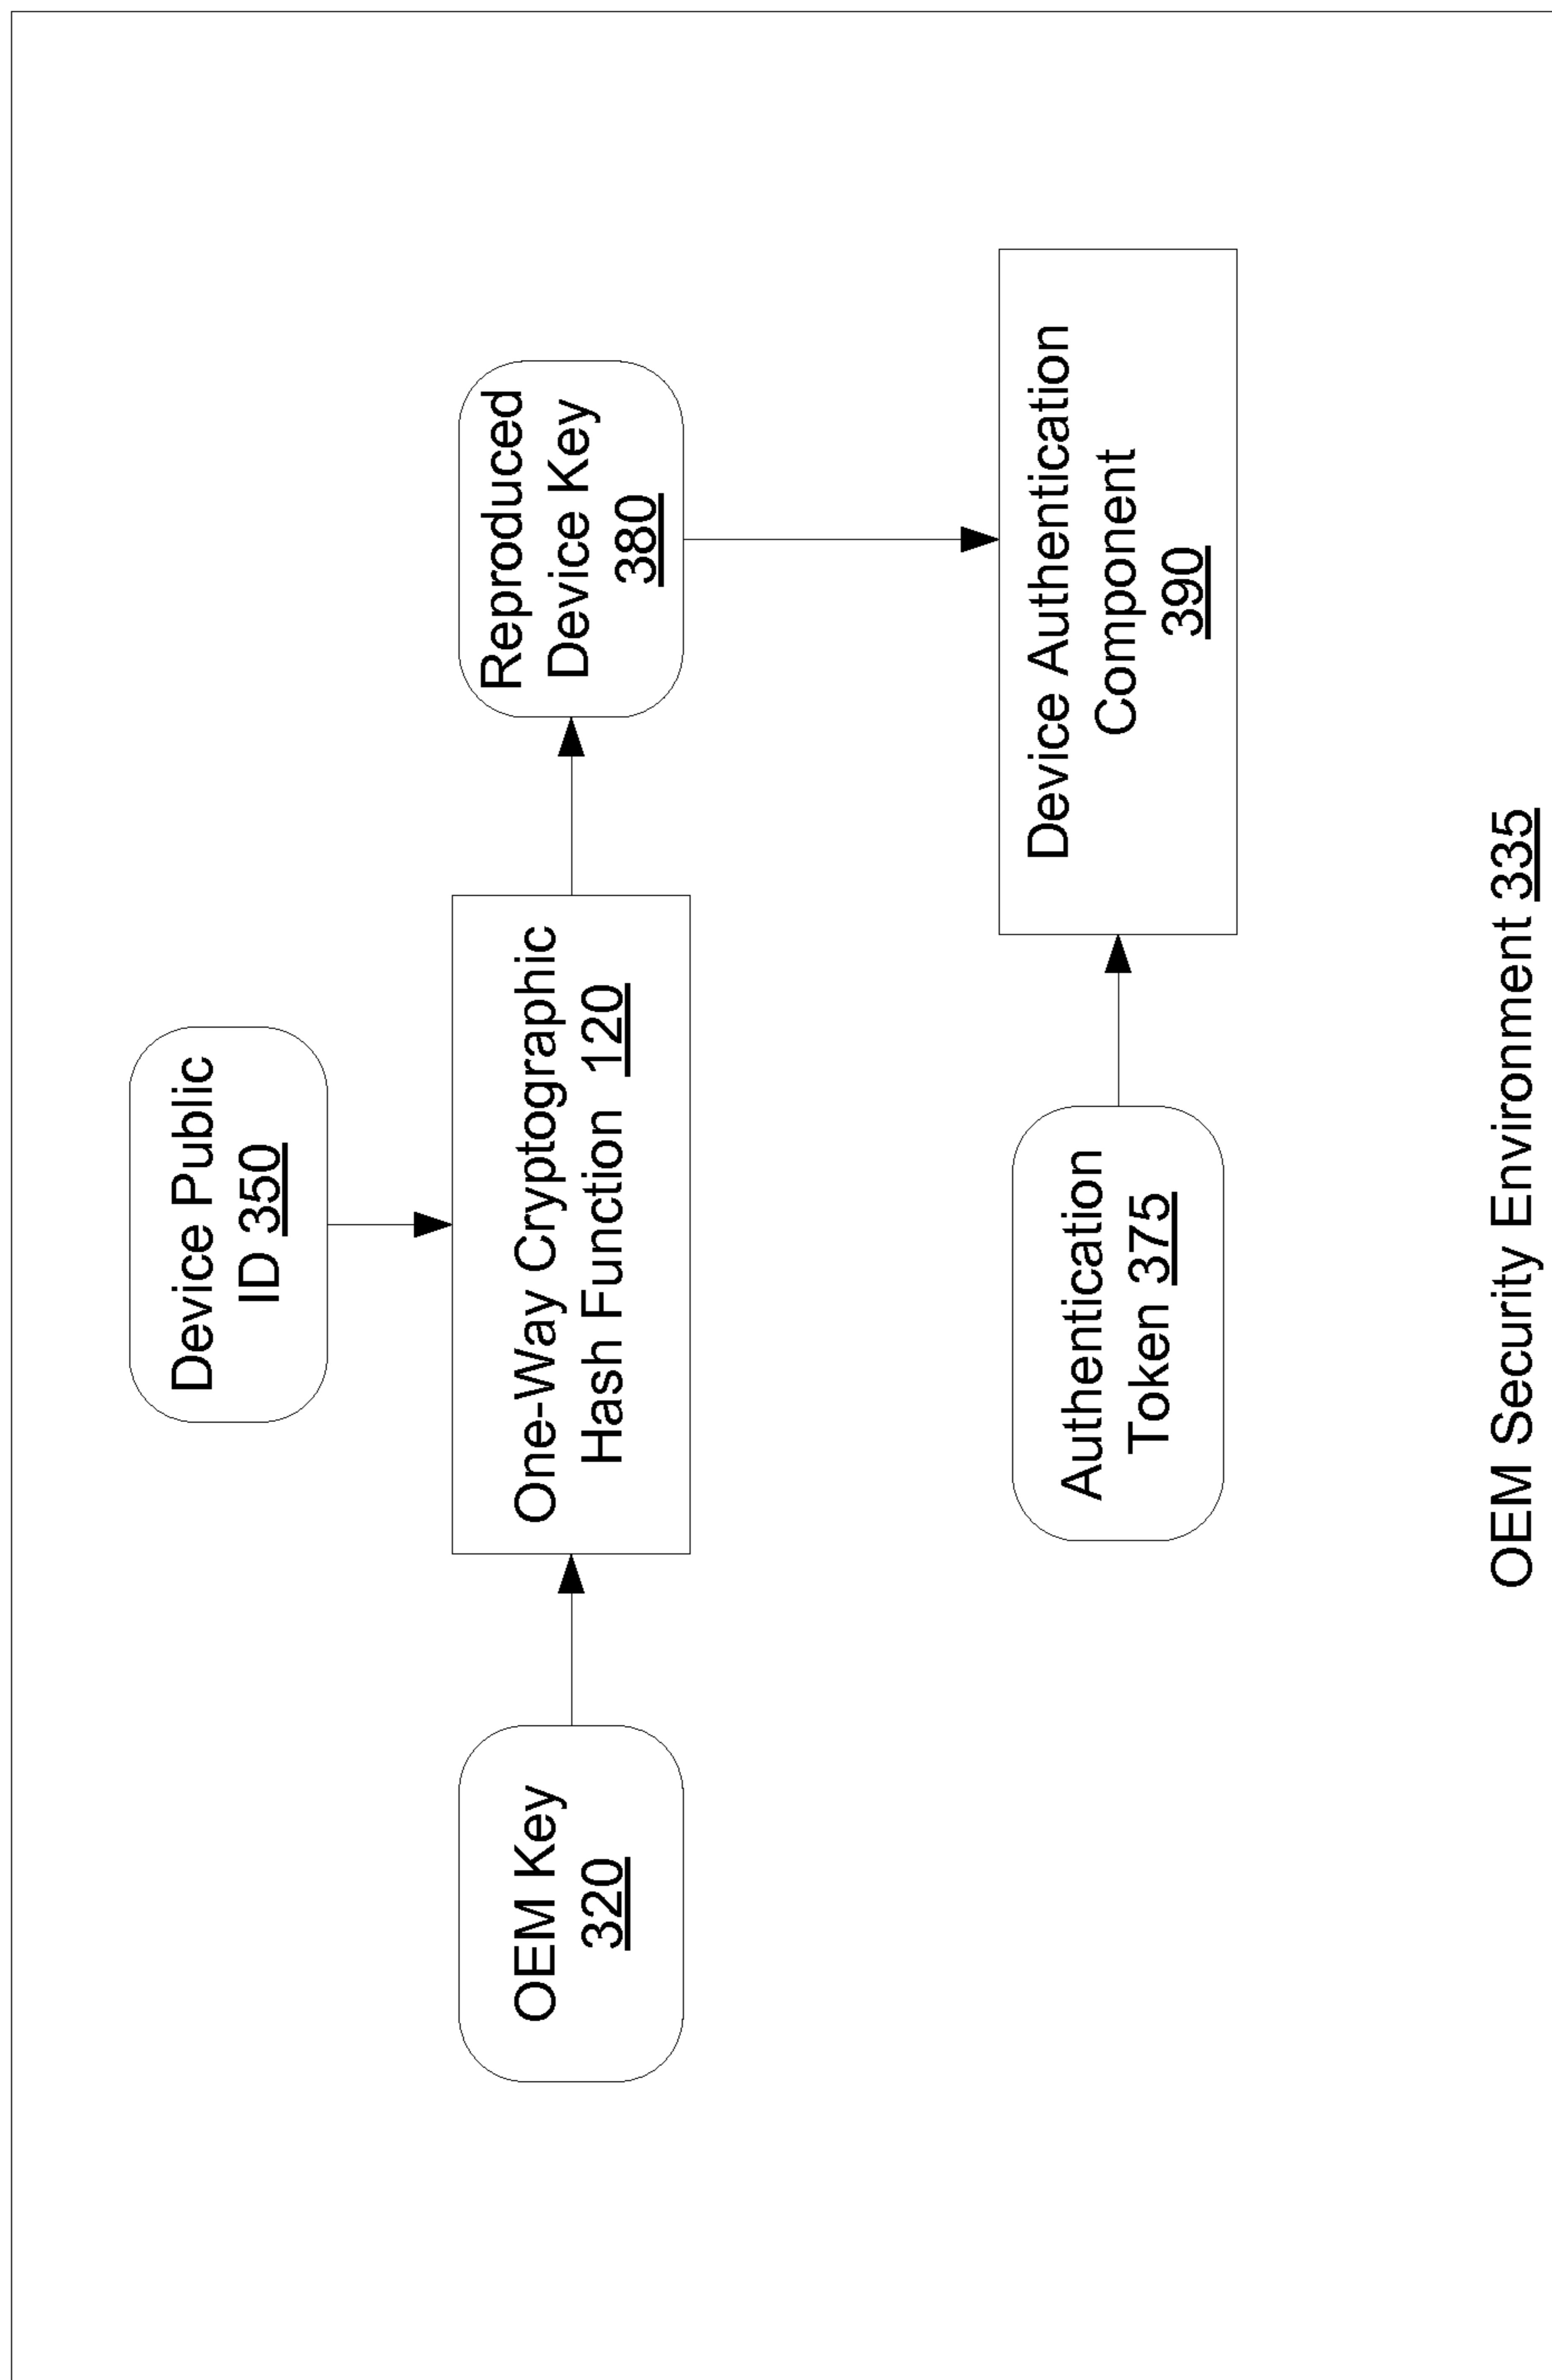 Device Public
ID 350
OEM Key
320
One-Way Cryptographic
Hash Function 120
Reproduced
Device Key
380
Authentication
Token 375
Device Authentication
Component
390
OEM Security Environment 335